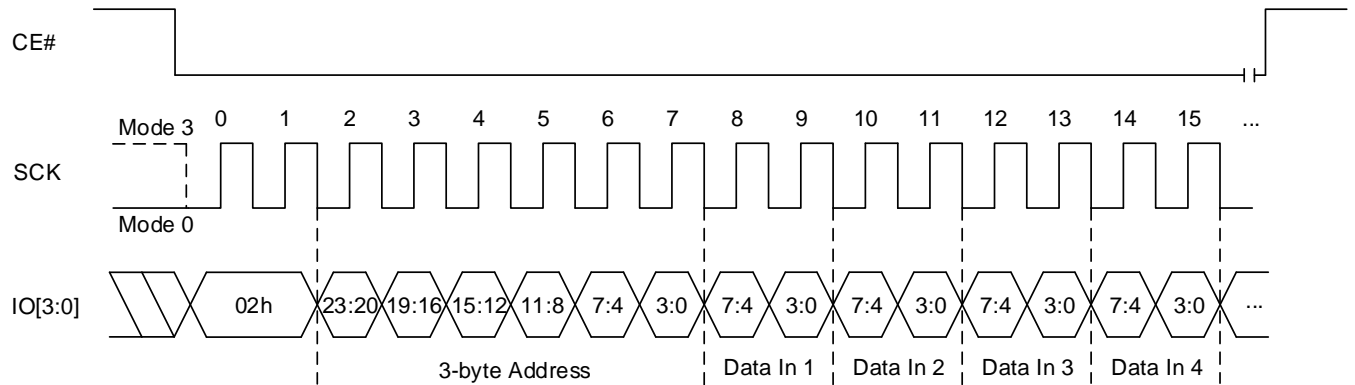 CE#
Mode 3 0 1 2 3 4 5 6 7 8 9 10 11 12 13 14 15 ...
SCK
Mode 0
IO[3:0] 02h 23:20 19:16 15:12 11:8 7:4 3:0 7:4 3:0 7:4 3:0 7:4 3:0 7:4 3:0 ...
3-byte Address Data In 1 Data In 2 Data In 3 Data In 4